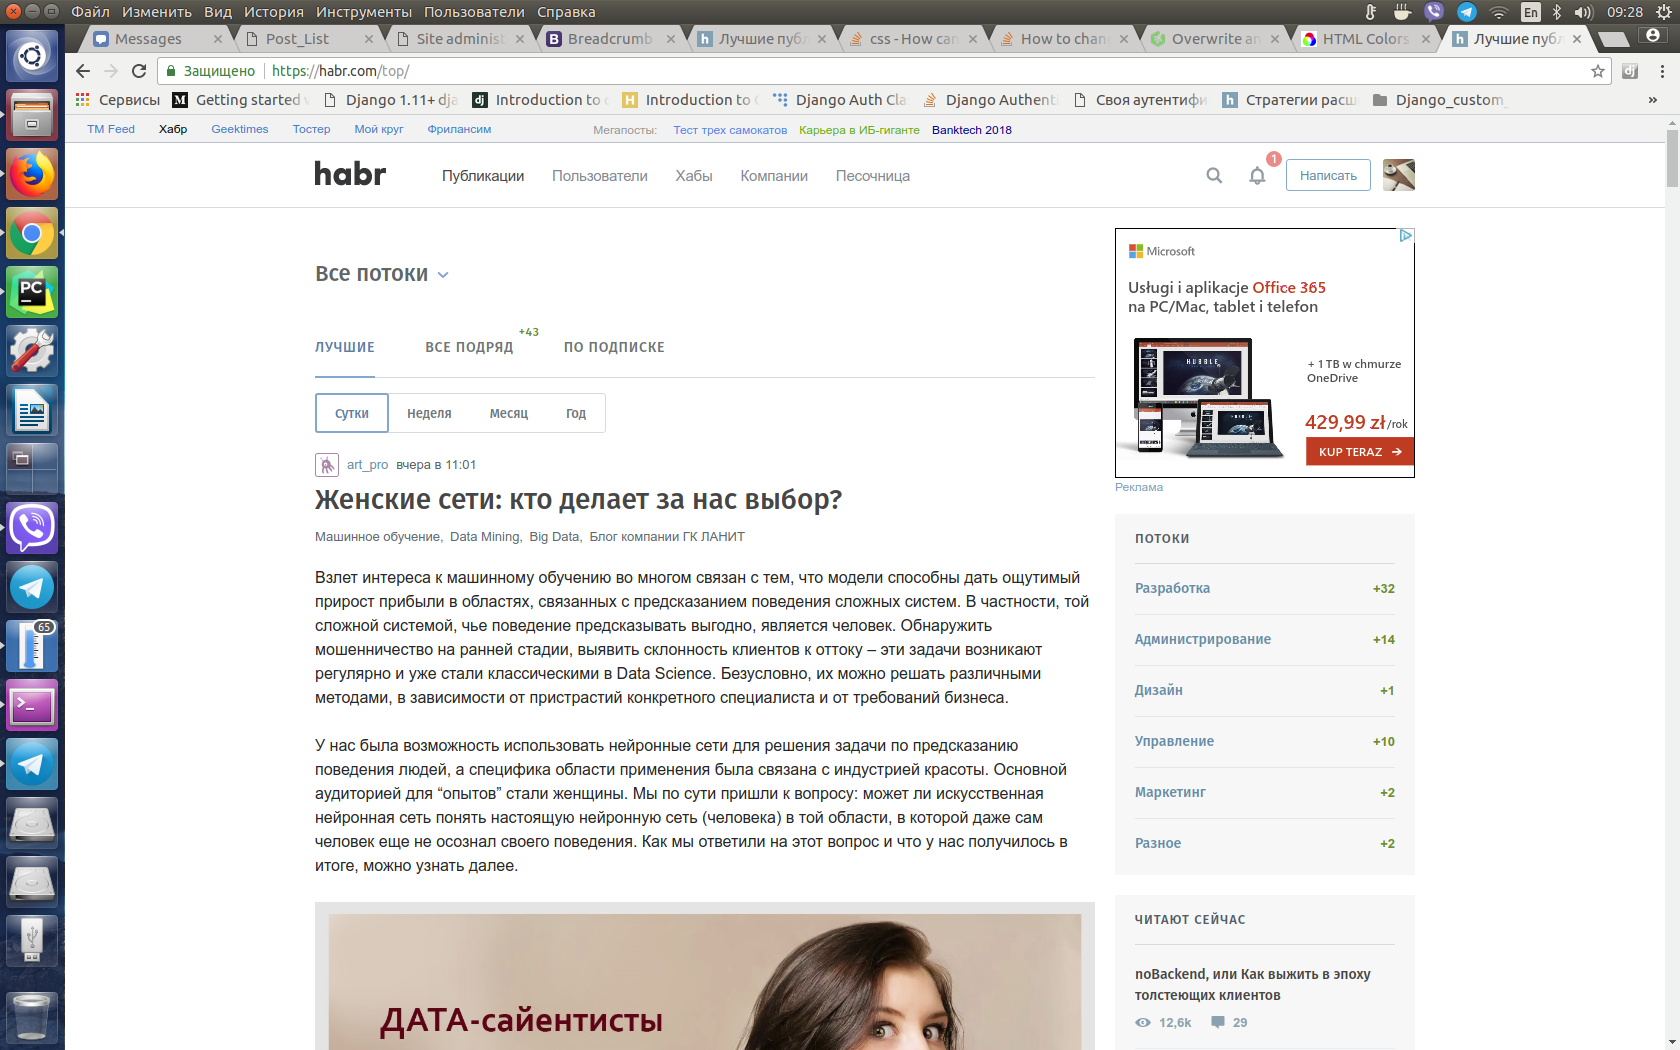 Файл Изменить Вид История Инструменты Пользователи Справка
En 09:28
Messages Post_List Site administ Breadcrumb Лучшие публ css - How can How to chang Overwrite an HTML Colors Лучшие публ
Защищено https://habr.com/top/
Сервисы Getting started Django 1.11+ dja Introduction to Introduction to Django Auth Cla Django Authenti Своя аутентифи Стратегии расш Django_custom_ »
TM Feed Хабр Geektimes Тостер Мой круг Фрилансим Мегапосты: Тест трех самокатов Карьера в ИБ-гиганте Banktech 2018
habr Публикации Пользователи Хабы Компании Песочница 1 Написать
Все потоки
ЛУЧШИЕ ВСЕ ПОДРЯД +43 ПО ПОДПИСКЕ
Сутки Неделя Месяц Год
art_pro вчера в 11:01
Женские сети: кто делает за нас выбор?
Машинное обучение, Data Mining, Big Data, Блог компании ГК ЛАНИТ
Взлет интереса к машинному обучению во многом связан с тем, что модели способны дать ощутимый
прирост прибыли в областях, связанных с предсказанием поведения сложных систем. В частности, той
сложной системой, чье поведение предсказывать выгодно, является человек. Обнаружить
мошенничество на ранней стадии, выявить склонность клиентов к оттоку – эти задачи возникают
регулярно и уже стали классическими в Data Science. Безусловно, их можно решать различными
методами, в зависимости от пристрастий конкретного специалиста и от требований бизнеса.
У нас была возможность использовать нейронные сети для решения задачи по предсказанию
поведения людей, а специфика области применения была связана с индустрией красоты. Основной
аудиторией для “опытов” стали женщины. Мы по сути пришли к вопросу: может ли искусственная
нейронная сеть понять настоящую нейронную сеть (человека) в той области, в которой даже сам
человек еще не осознал своего поведения. Как мы ответили на этот вопрос и что у нас получилось в
итоге, можно узнать далее.
ДАТА-сайентисты
Microsoft
Usługi i aplikacje Office 365
na PC/Mac, tablet i telefon
HUBBLE
+ 1 TB w chmurze
OneDrive
429,99 zł/rok
KUP TERAZ
Реклама
ПОТОКИ
Разработка +32
Администрирование +14
Дизайн +1
Управление +10
Маркетинг +2
Разное +2
ЧИТАЮТ СЕЙЧАС
noBackend, или Как выжить в эпоху
толстеющих клиентов
12,6k 29
PC
65